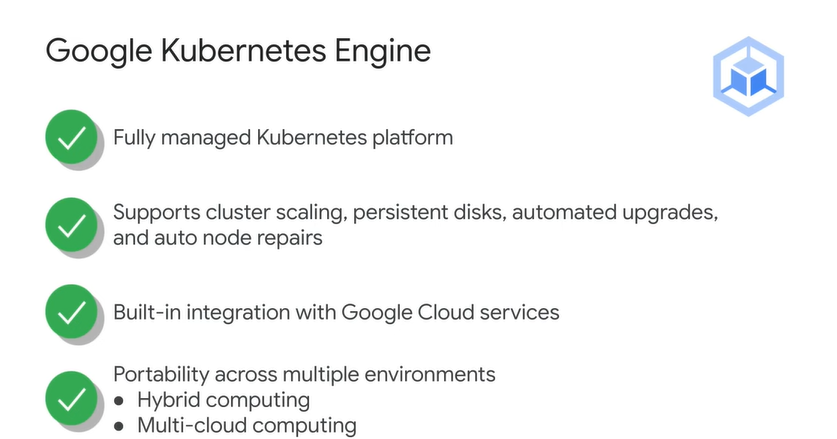 Google Kubernetes Engine
Fully managed Kubernetes platform
Supports cluster scaling, persistent disks, automated upgrades,
and auto node repairs
Built-in integration with Google Cloud services
Portability across multiple environments
● Hybrid computing
● Multi-cloud computing